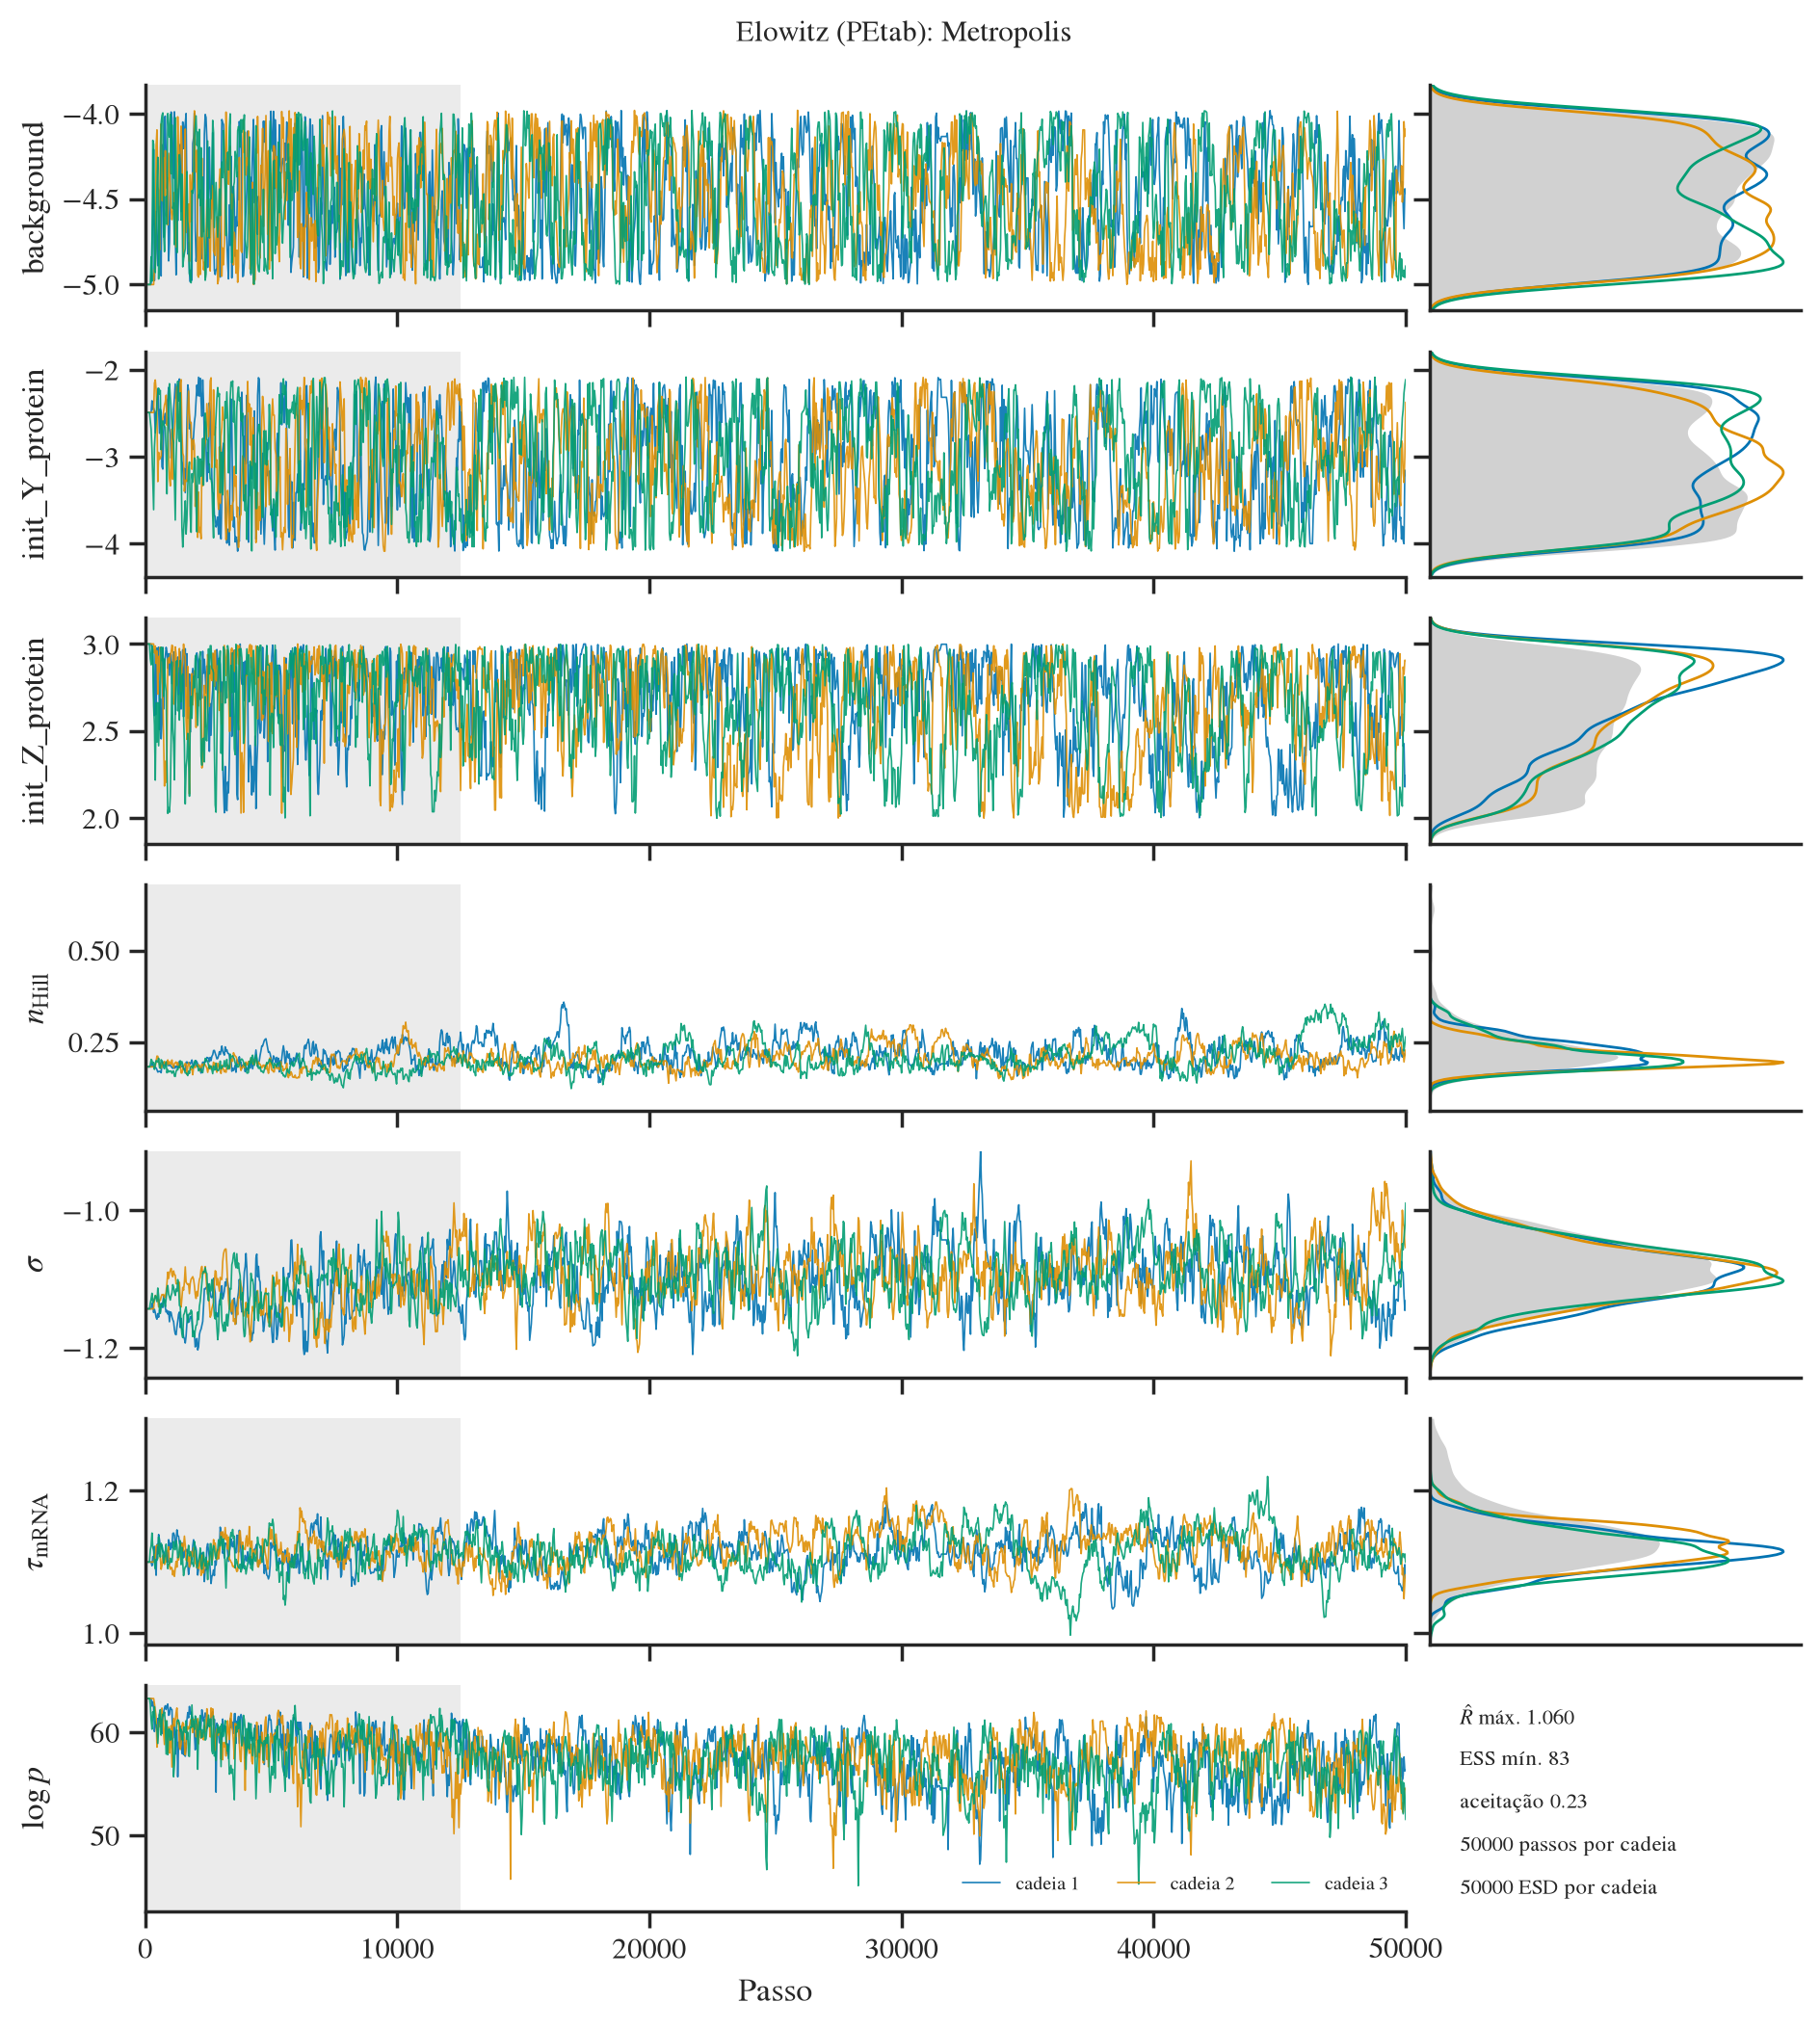 Elowitz (PEtab): Metropolis
background
−4.0
−4.5
−5.0
init_Y_protein
−2
−3
−4
init_Z_protein
3.0
2.5
2.0
nHill
0.50
0.25
σ
−1.0
−1.2
τmRNA
1.2
1.0
log p
60
50
cadeia 1
cadeia 2
cadeia 3
R̂ máx. 1.060
ESS mín. 83
aceitação 0.23
50000 passos por cadeia
50000 ESD por cadeia
0 10000 20000 30000 40000 50000
Passo